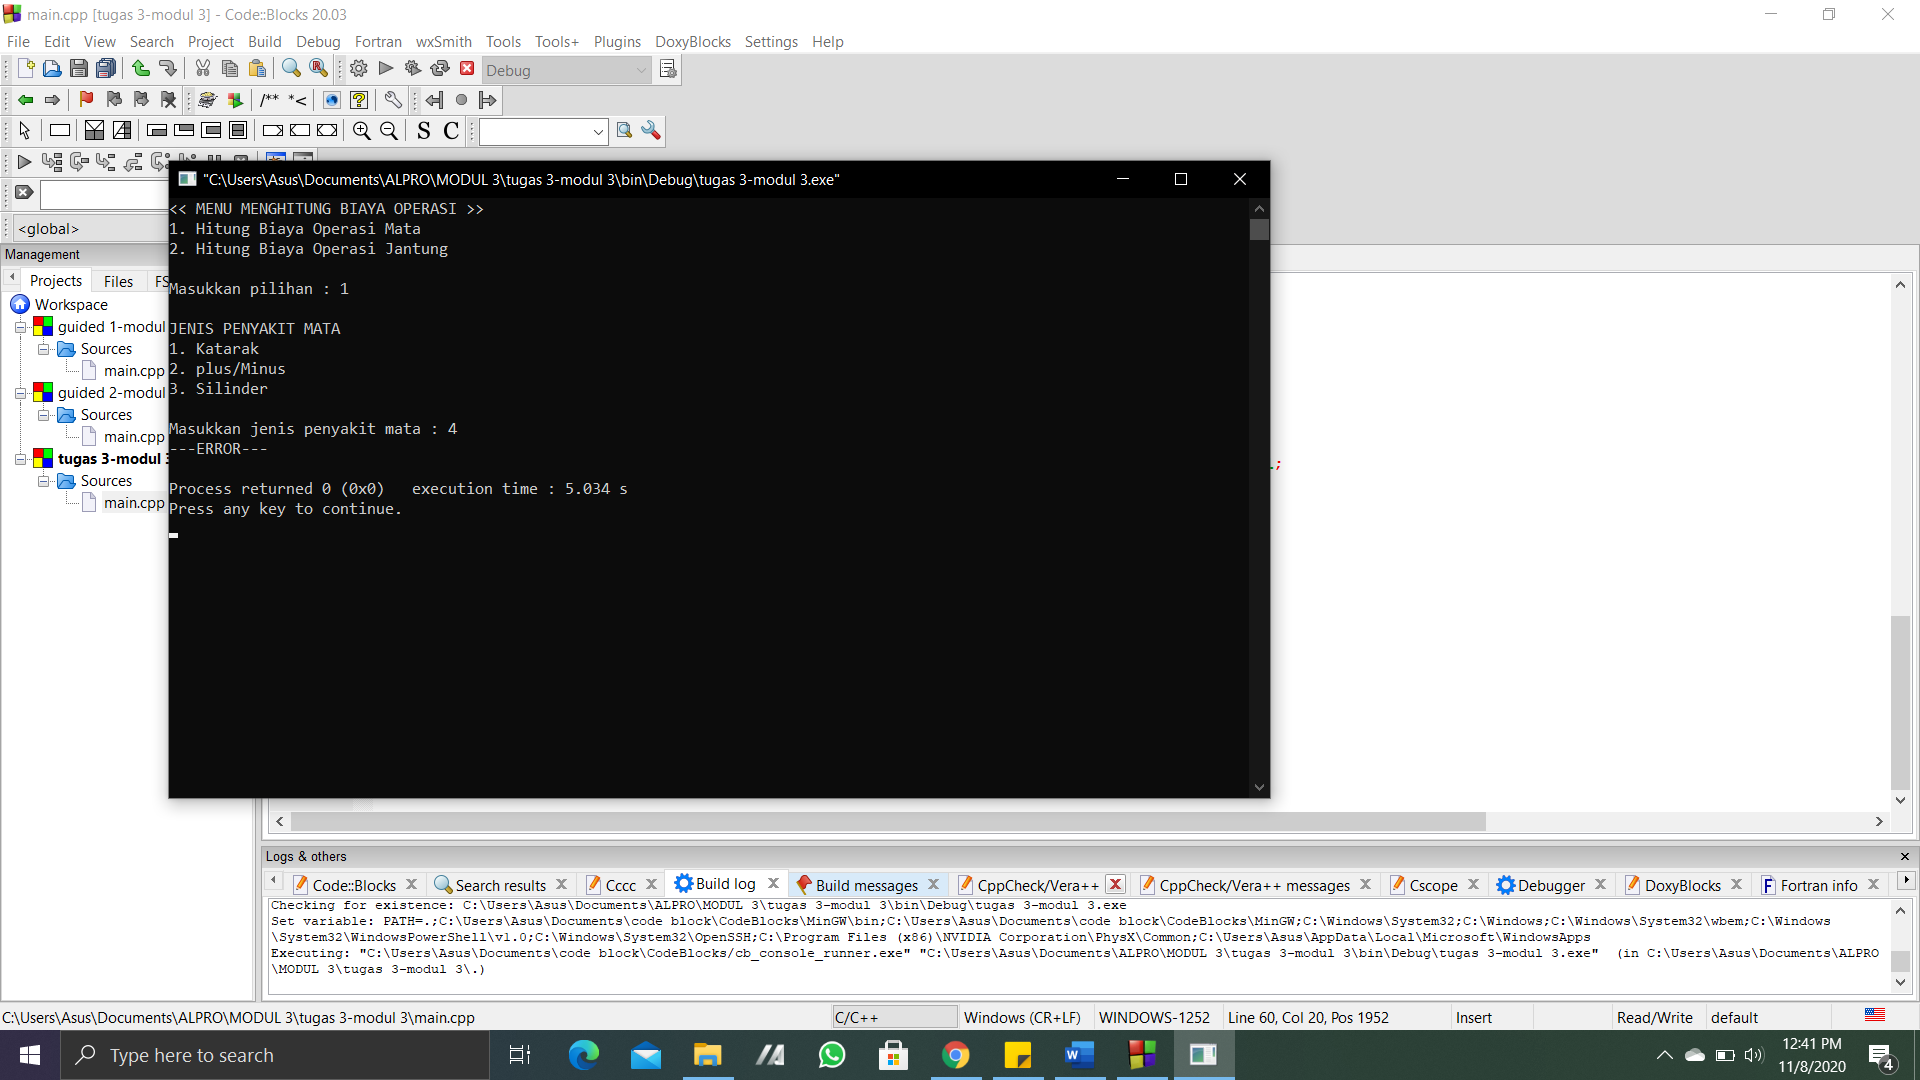 main.cpp [tugas 3-modul 3] - Code::Blocks 20.03
File Edit View Search Project Build Debug Fortran wxSmith Tools Tools+ Plugins DoxyBlocks Settings Help
Debug
/** *<
S C
"C:\Users\Asus\Documents\ALPRO\MODUL 3\tugas 3-modul 3\bin\Debug\tugas 3-modul 3.exe"
<< MENU MENGHITUNG BIAYA OPERASI >>
1. Hitung Biaya Operasi Mata
2. Hitung Biaya Operasi Jantung
Masukkan pilihan : 1
JENIS PENYAKIT MATA
1. Katarak
2. plus/Minus
3. Silinder
Masukkan jenis penyakit mata : 4
---ERROR---
Process returned 0 (0x0)   execution time : 5.034 s
Press any key to continue.
<global>
Management
Projects Files FS
Workspace
guided 1-modul
Sources
main.cpp
guided 2-modul
Sources
main.cpp
tugas 3-modul 3
Sources
main.cpp
;
Logs & others
Code::Blocks Search results Cccc Build log Build messages CppCheck/Vera++ CppCheck/Vera++ messages Cscope Debugger DoxyBlocks Fortran info
Checking for existence: C:\Users\Asus\Documents\ALPRO\MODUL 3\tugas 3-modul 3\bin\Debug\tugas 3-modul 3.exe
Set variable: PATH=.;C:\Users\Asus\Documents\code block\CodeBlocks\MinGW\bin;C:\Users\Asus\Documents\code block\CodeBlocks\MinGW;C:\Windows\System32;C:\Windows;C:\Windows\System32\wbem;C:\Windows
\System32\WindowsPowerShell\v1.0;C:\Windows\System32\OpenSSH;C:\Program Files (x86)\NVIDIA Corporation\PhysX\Common;C:\Users\Asus\AppData\Local\Microsoft\WindowsApps
Executing: "C:\Users\Asus\Documents\code block\CodeBlocks/cb_console_runner.exe" "C:\Users\Asus\Documents\ALPRO\MODUL 3\tugas 3-modul 3\bin\Debug\tugas 3-modul 3.exe"  (in C:\Users\Asus\Documents\ALPRO
\MODUL 3\tugas 3-modul 3\.)
C:\Users\Asus\Documents\ALPRO\MODUL 3\tugas 3-modul 3\main.cpp C/C++ Windows (CR+LF) WINDOWS-1252 Line 60, Col 20, Pos 1952 Insert Read/Write default
Type here to search
12:41 PM
11/8/2020
4